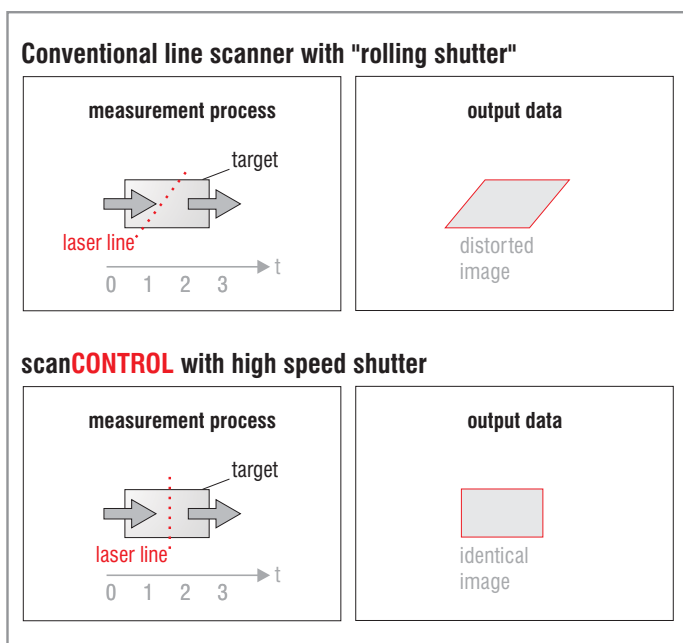 Conventional line scanner with "rolling shutter"
measurement process
target
laser line
t
0 1 2 3
output data
distorted
image
scanCONTROL with high speed shutter
measurement process
target
laser line
t
0 1 2 3
output data
identical
image